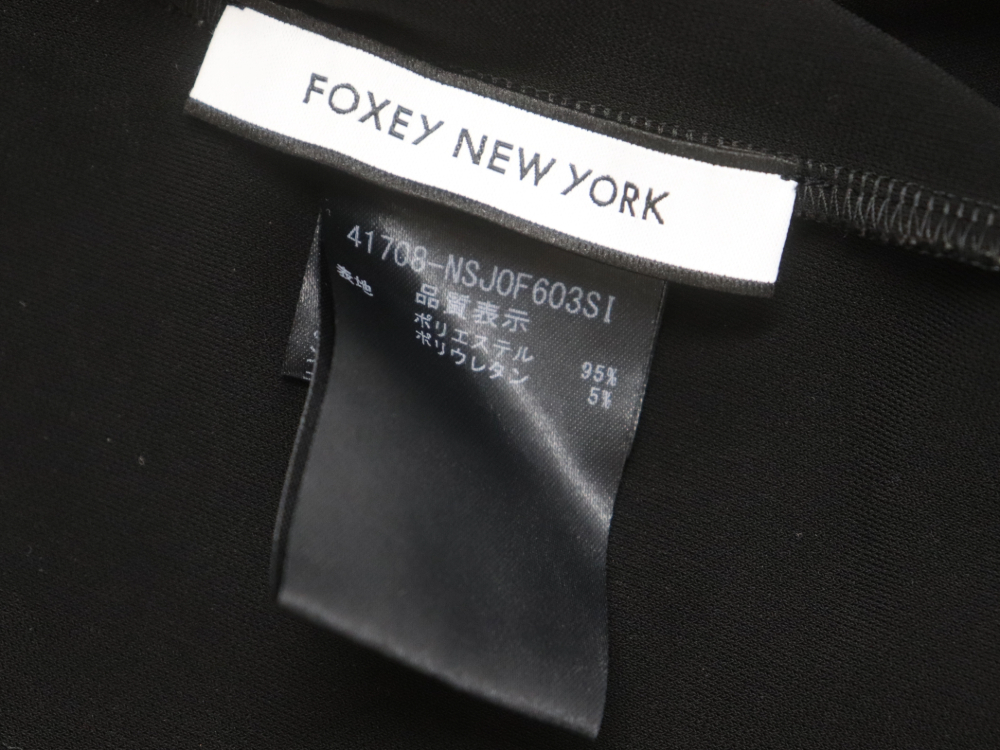 FOXEY NEW YORK
41708-NSJ0F603SI
品質表示
表地 ポリエステル 95%
ポリウレタン 5%